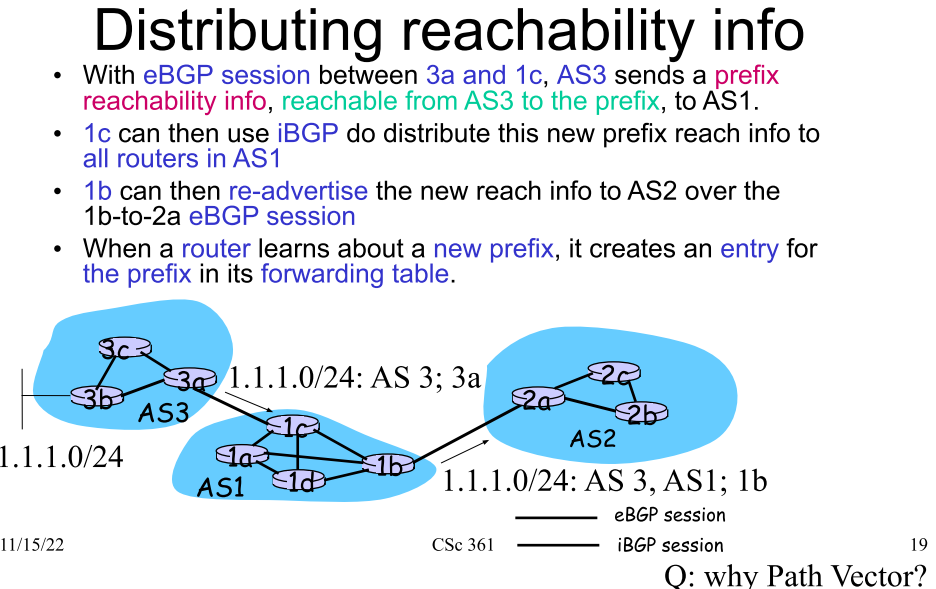 Distributing reachability info
• With eBGP session between 3a and 1c, AS3 sends a prefix
reachability info, reachable from AS3 to the prefix, to AS1.
• 1c can then use iBGP do distribute this new prefix reach info to
all routers in AS1
• 1b can then re-advertise the new reach info to AS2 over the
1b-to-2a eBGP session
• When a router learns about a new prefix, it creates an entry for
the prefix in its forwarding table.
3c
3a
3b
AS3
1.1.1.0/24: AS 3; 3a
1.1.1.0/24
1c
1a
1d
1b
AS1
2c
2a
2b
AS2
1.1.1.0/24: AS 3, AS1; 1b
eBGP session
iBGP session
11/15/22
CSc 361
19
Q: why Path Vector?